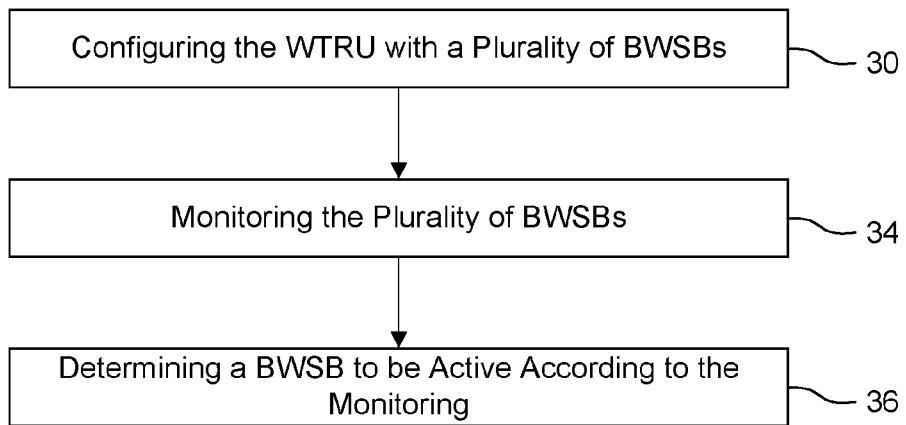 Configuring the WTRU with a Plurality of BWSBs
30
Monitoring the Plurality of BWSBs
34
Determining a BWSB to be Active According to the
Monitoring
36